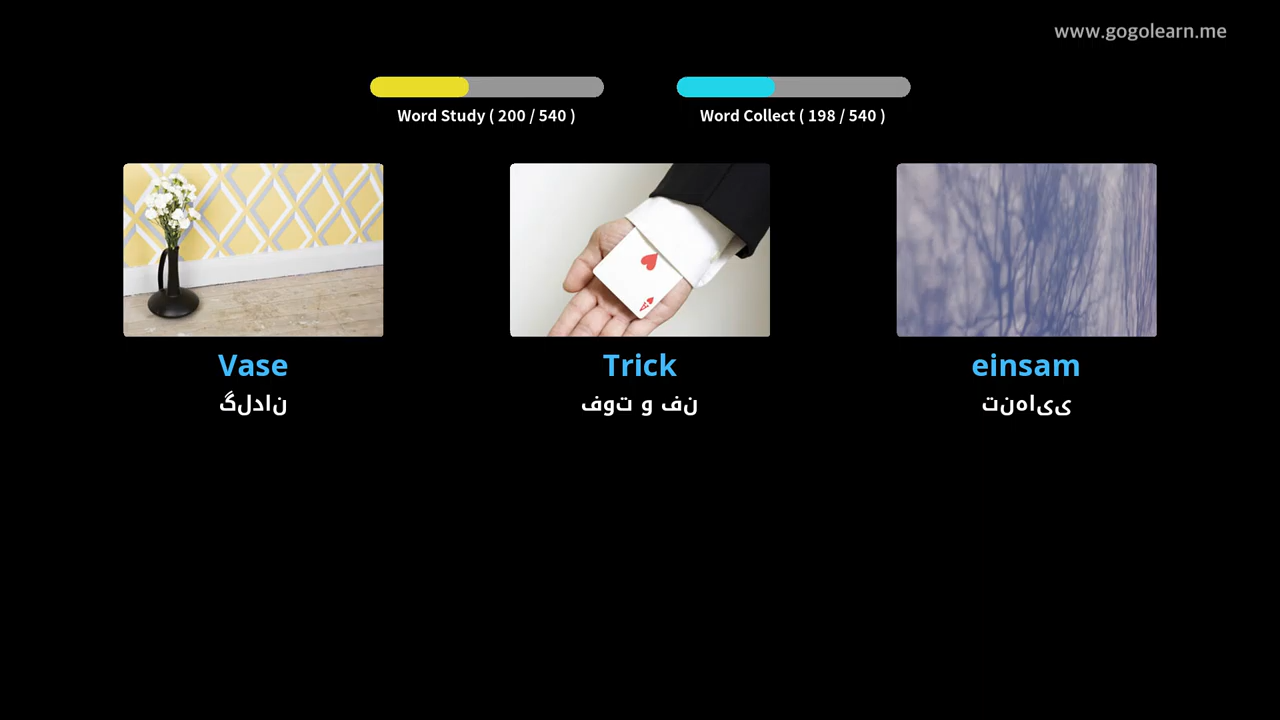 www.gogolearn.me
Word Study ( 200 / 540 )
Word Collect ( 198 / 540 )
Vase
نادلگ
Trick
نف و توف
einsam
ییاهنت